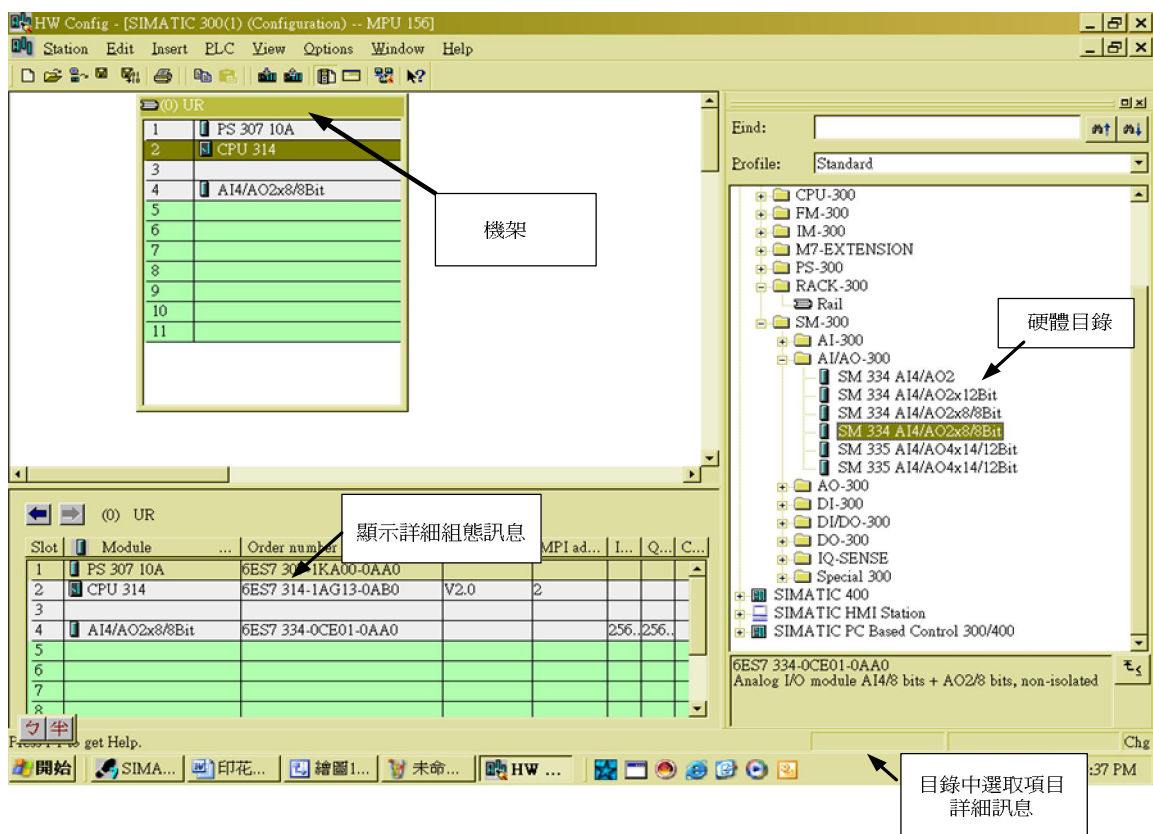 HW Config - [SIMATIC 300(1) (Configuration) -- MPU 156]
Station Edit Insert PLC View Options Window Help
(0) UR
1 PS 307 10A
2 CPU 314
3
4 AI4/AO2x8/8Bit
5
6
7
8
9
10
11
機架
Find:
Profile: Standard
CPU-300
FM-300
IM-300
M7-EXTENSION
PS-300
RACK-300
Rail
SM-300
AI-300
AI/AO-300
SM 334 AI4/AO2
SM 334 AI4/AO2x12Bit
SM 334 AI4/AO2x8/8Bit
SM 334 AI4/AO2x8/8Bit
SM 335 AI4/AO4x14/12Bit
SM 335 AI4/AO4x14/12Bit
AO-300
DI-300
DI/DO-300
DO-300
IQ-SENSE
Special 300
SIMATIC 400
SIMATIC HMI Station
SIMATIC PC Based Control 300/400
硬體目錄
6ES7 334-0CE01-0AA0
Analog I/O module AI4/8 bits + AO2/8 bits, non-isolated
(0) UR
顯示詳細組態訊息
Slot Module ... Order number MPI ad... I... Q... C...
1 PS 307 10A 6ES7 307-1KA00-0AA0
2 CPU 314 6ES7 314-1AG13-0AB0 V2.0 2
3
4 AI4/AO2x8/8Bit 6ES7 334-0CE01-0AA0 256.. 256..
5
6
7
8
ㄅ 半
get Help.
Chg
開始 SIMA... 印花... 繪圖1... 未命... HW ... :37 PM
目錄中選取項目
詳細訊息